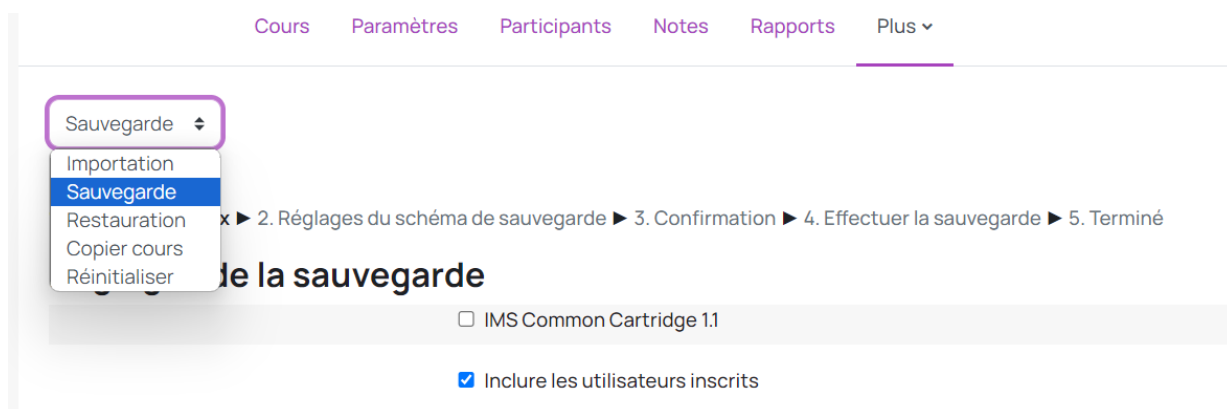 Cours Paramètres Participants Notes Rapports Plus
Sauvegarde
Importation
Sauvegarde
Restauration
Copier cours
Réinitialiser
x ► 2. Réglages du schéma de sauvegarde ► 3. Confirmation ► 4. Effectuer la sauvegarde ► 5. Terminé
de la sauvegarde
IMS Common Cartridge 1.1
Inclure les utilisateurs inscrits